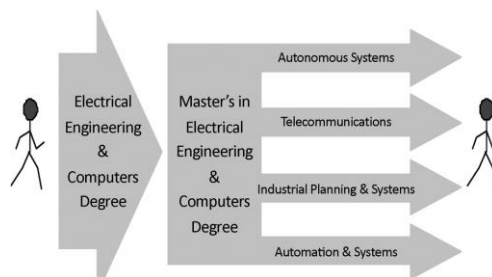 Electrical
Engineering
&
Computers
Degree
Master's in
Electrical
Engineering
&
Computers
Degree
Autonomous Systems
Telecommunications
Industrial Planning & Systems
Automation & Systems